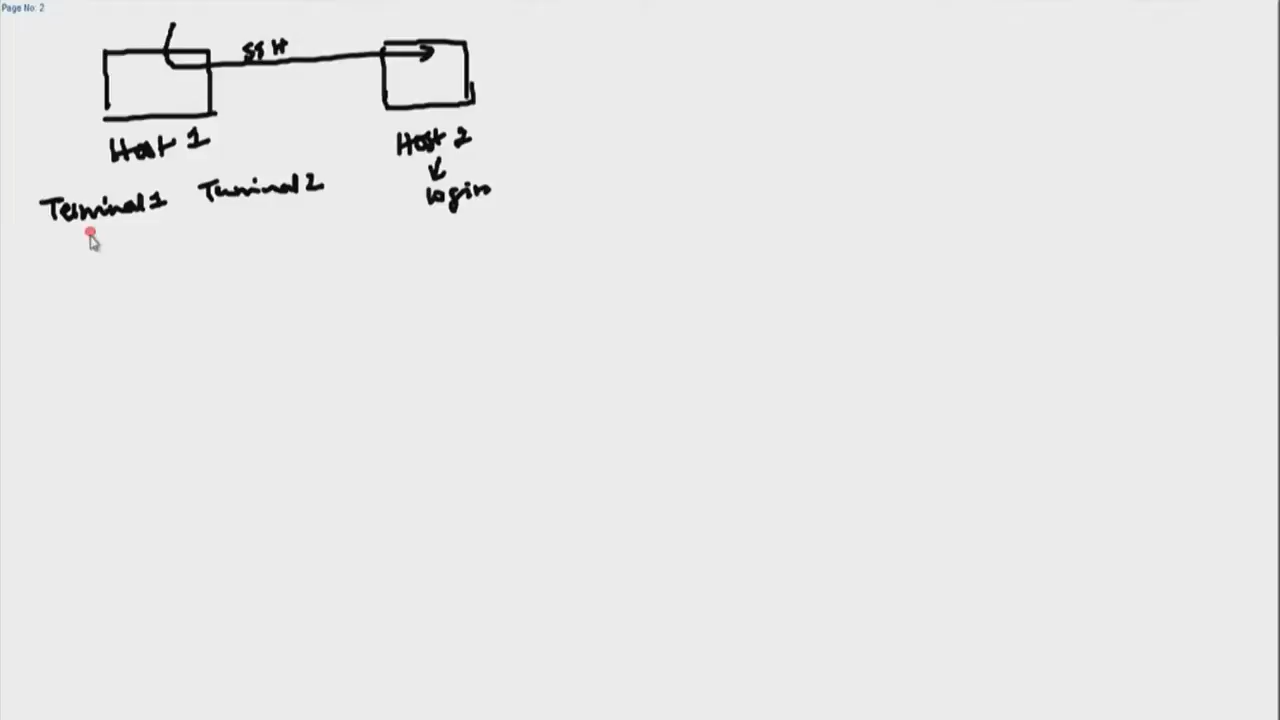 Page No: 2
SSH
Host 1
Host 2
Terminal 1
Terminal 2
login